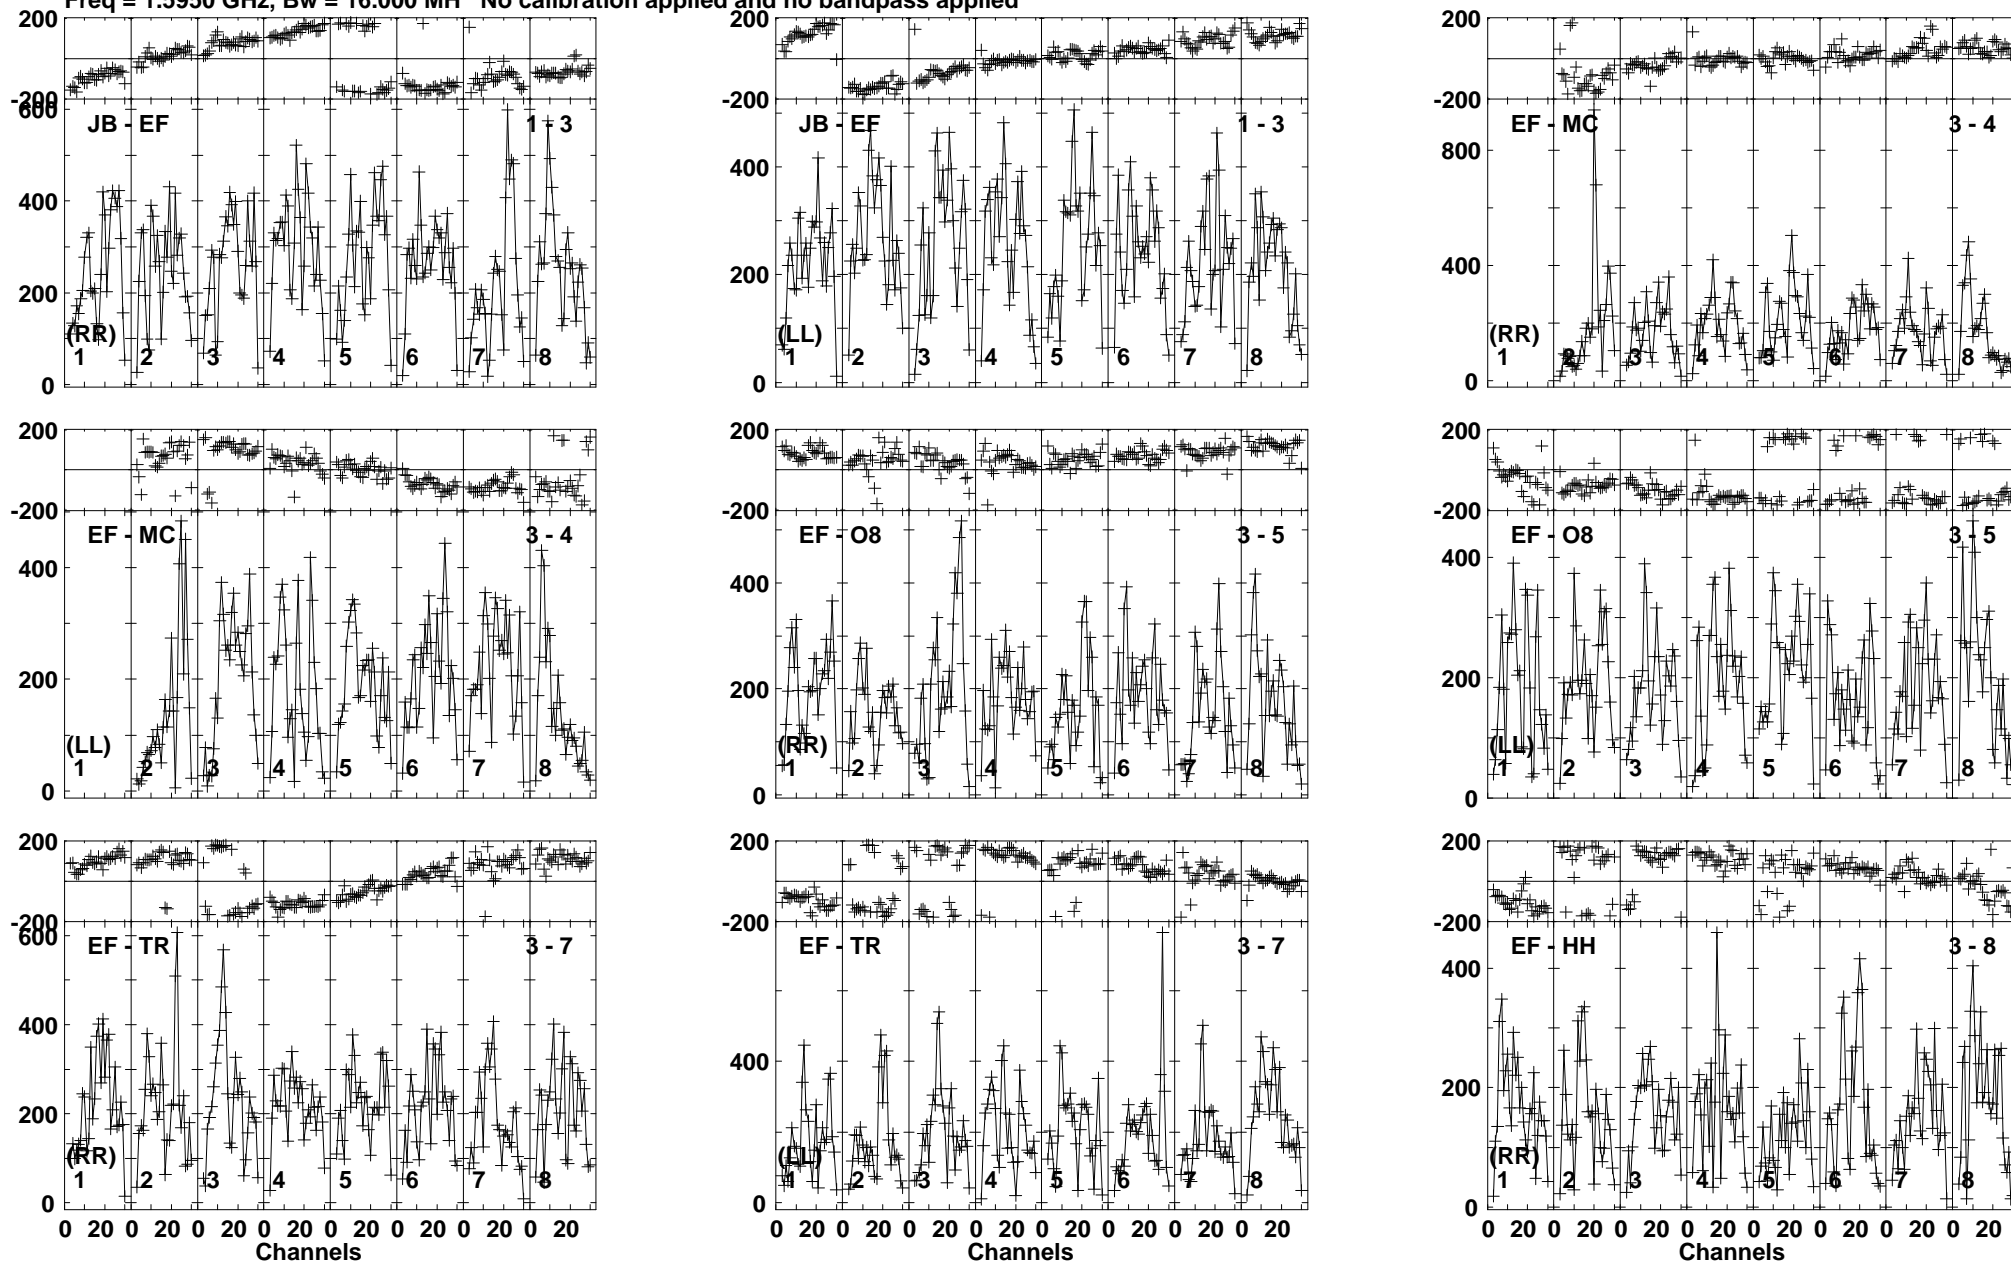 Freq = 1.5950 GHz, Bw = 16.000 MH No calibration applied and no bandpass applied
200 200 200
-200 -200 -200
600 JB - EF 1 - 3 JB - EF 1 - 3 EF - MC 3 - 4
800
400 400
400
200 200
(RR) (LL) (RR)
1 2 3 4 5 6 7 8 1 2 3 4 5 6 7 8 1 2 3 4 5 6 7 8
0 0 0
200 200 200
-200 -200 -200
EF - MC 3 - 4 EF - O8 3 - 5 EF - O8 3 - 5
400 400 400
200 200 200
(LL) (RR) (LL)
1 2 3 4 5 6 7 8 1 2 3 4 5 6 7 8 1 2 3 4 5 6 7 8
0 0 0
200 200 200
-200 -200 -200
600 EF - TR 3 - 7 EF - TR 3 - 7 EF - HH 3 - 8
400 400 400
200 200
(RR) (LL) (RR)
1 2 3 4 5 6 7 8 1 2 3 4 5 6 7 8 1 2 3 4 5 6 7 8
0 0 0
0 20 0 20 0 20 0 20 0 20 0 20 0 20 0 20 0 20 0 20 0 20 0 20 0 20 0 20 0 20 0 20 0 20 0 20 0 20 0 20 0 20 0 20 0 20 0 20
Channels Channels Channels